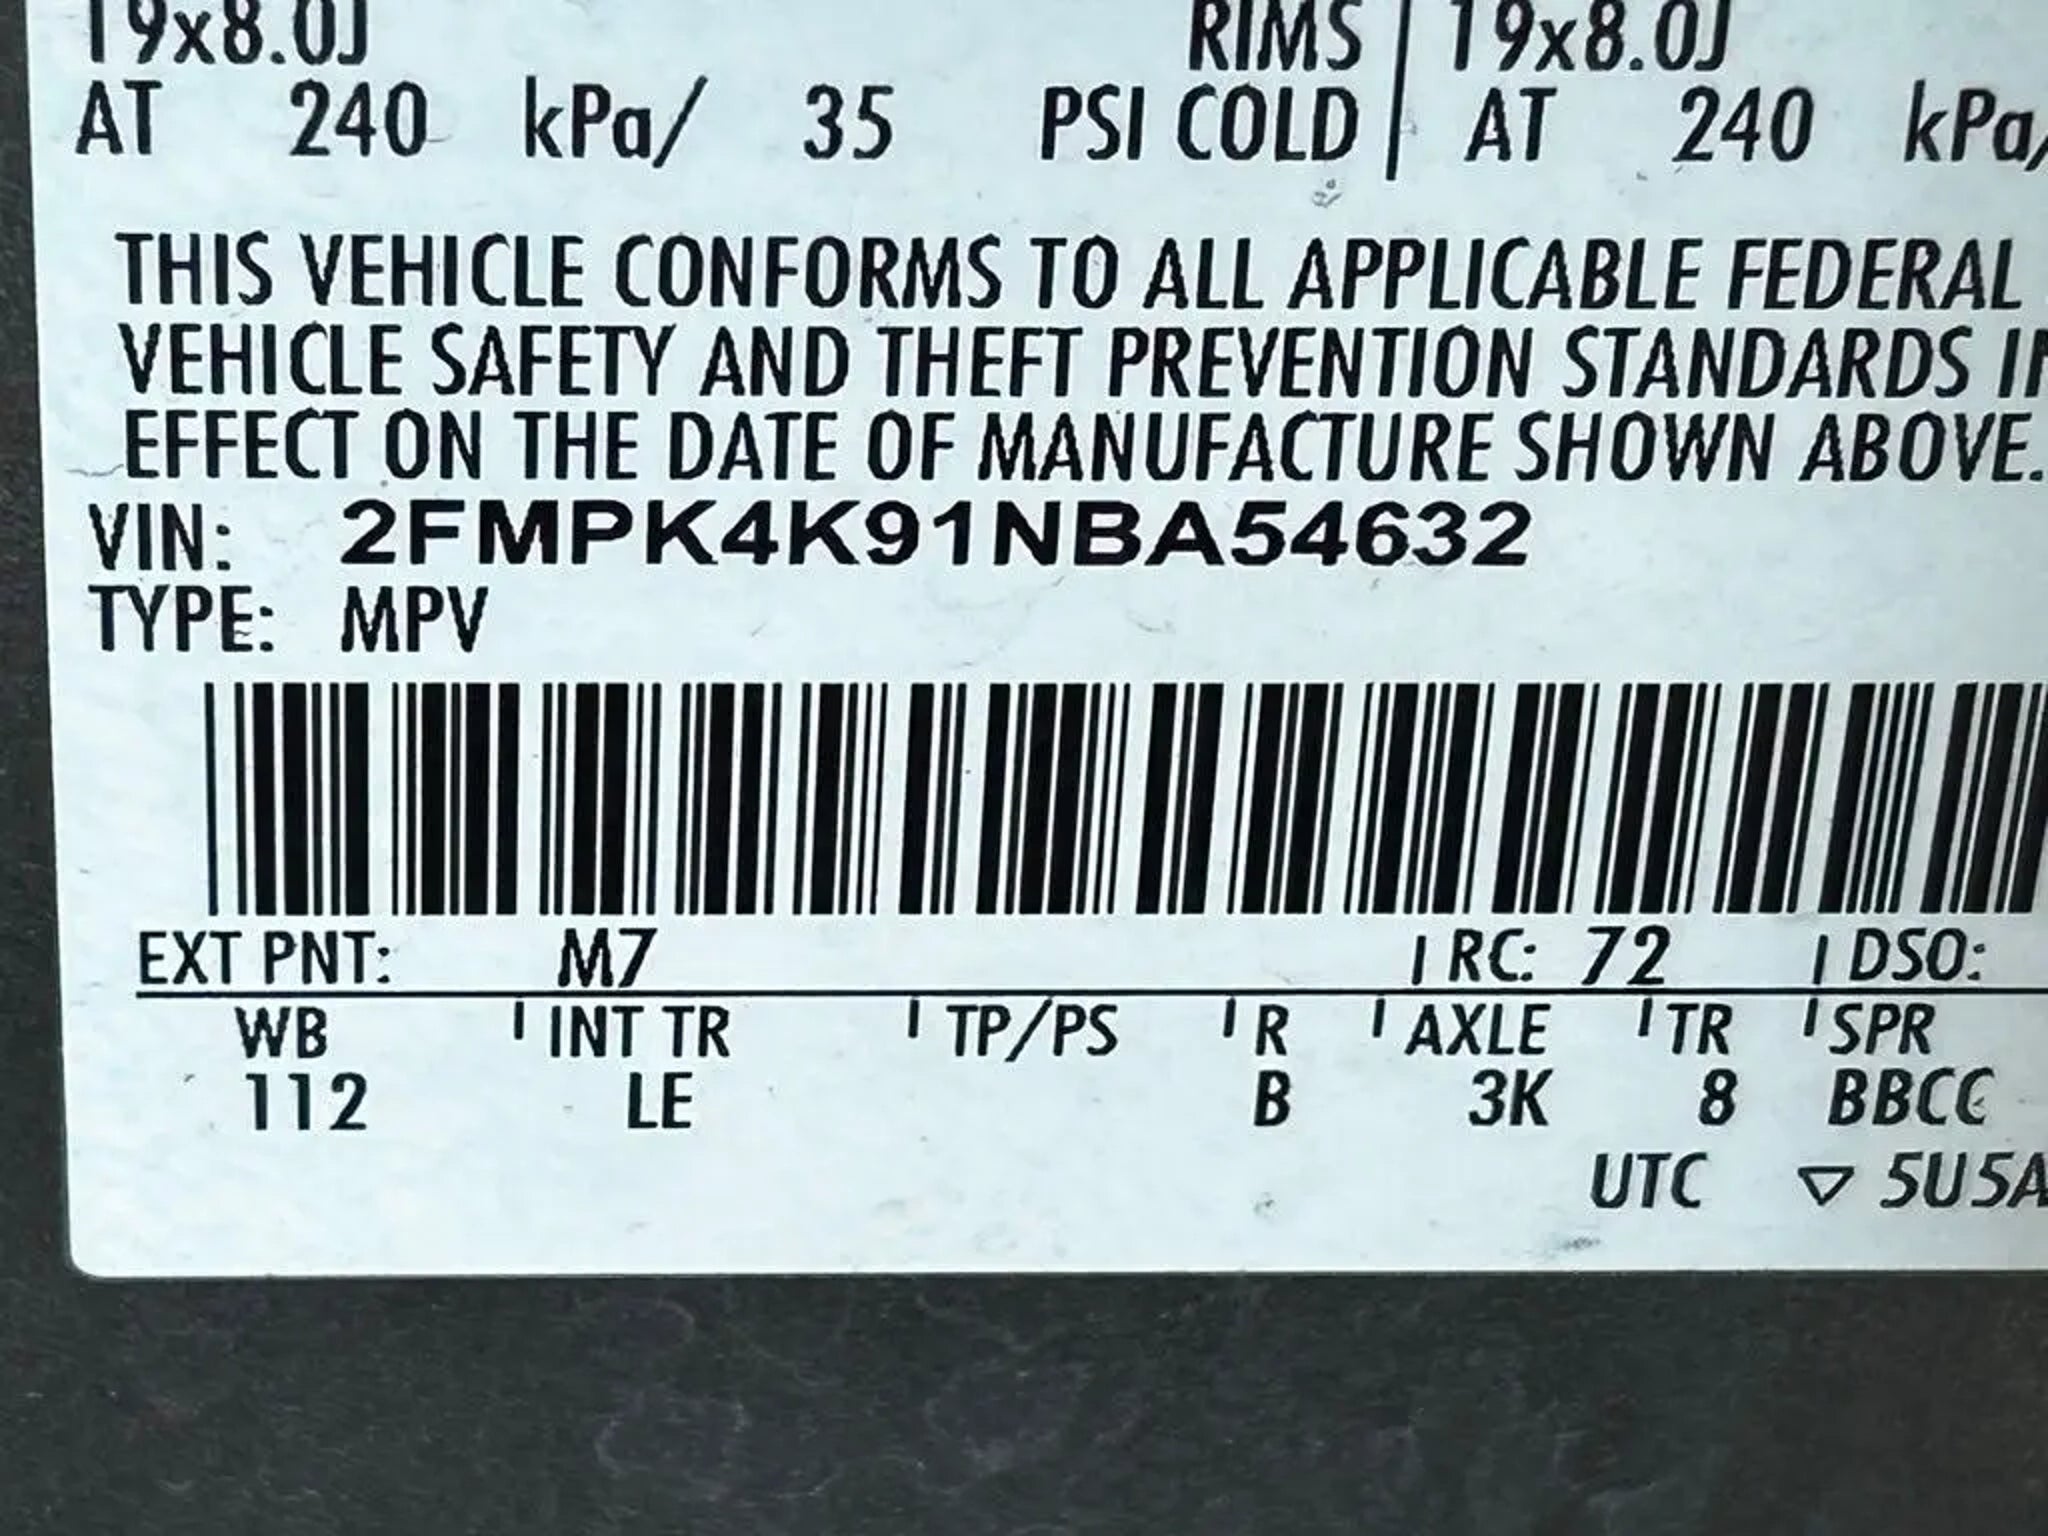 19x8.0J RIMS | 19x8.0J
AT 240 kPa/ 35 PSI COLD | AT 240 kPa/
THIS VEHICLE CONFORMS TO ALL APPLICABLE FEDERAL
VEHICLE SAFETY AND THEFT PREVENTION STANDARDS IN
EFFECT ON THE DATE OF MANUFACTURE SHOWN ABOVE.
VIN: 2FMPK4K91NBA54632
TYPE: MPV
EXT PNT: M7 | RC: 72 | DSO:
WB | INT TR | TP/PS | R | AXLE | TR | SPR
112 LE B 3K 8 BBCC
UTC ▽ 5U5A